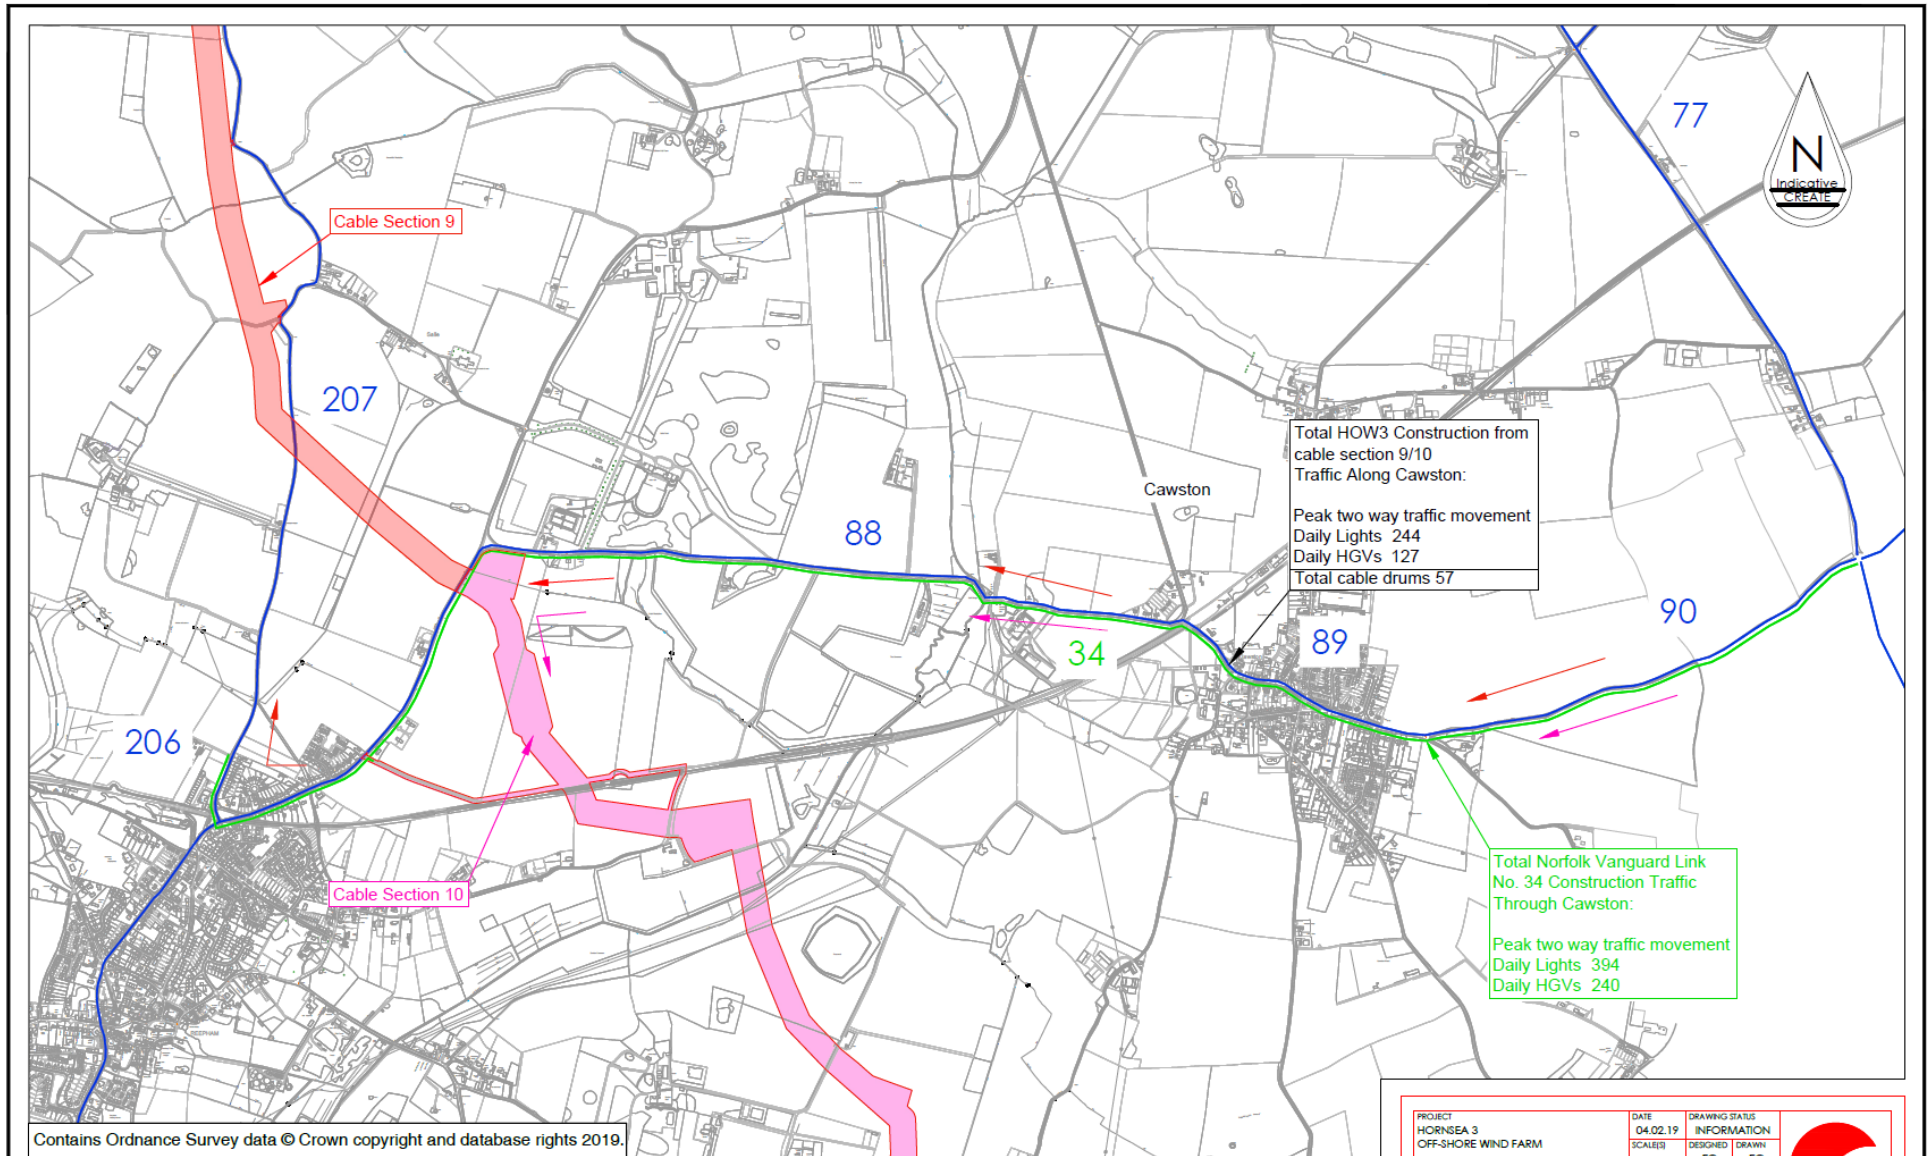 77
N
Indicative
CREATE
Cable Section 9
207
Total HOW3 Construction from
cable section 9/10
Traffic Along Cawston:
Peak two way traffic movement
Daily Lights 244
Daily HGVs 127
Total cable drums 57
Cawston
88
90
89
34
206
Total Norfolk Vanguard Link
No. 34 Construction Traffic
Through Cawston:
Peak two way traffic movement
Daily Lights 394
Daily HGVs 240
Cable Section 10
REEPHAM
Contains Ordnance Survey data © Crown copyright and database rights 2019.
PROJECT
HORNSEA 3
OFF-SHORE WIND FARM
DATE
04.02.19
DRAWING STATUS
INFORMATION
SCALE(S)
DESIGNED
DRAWN